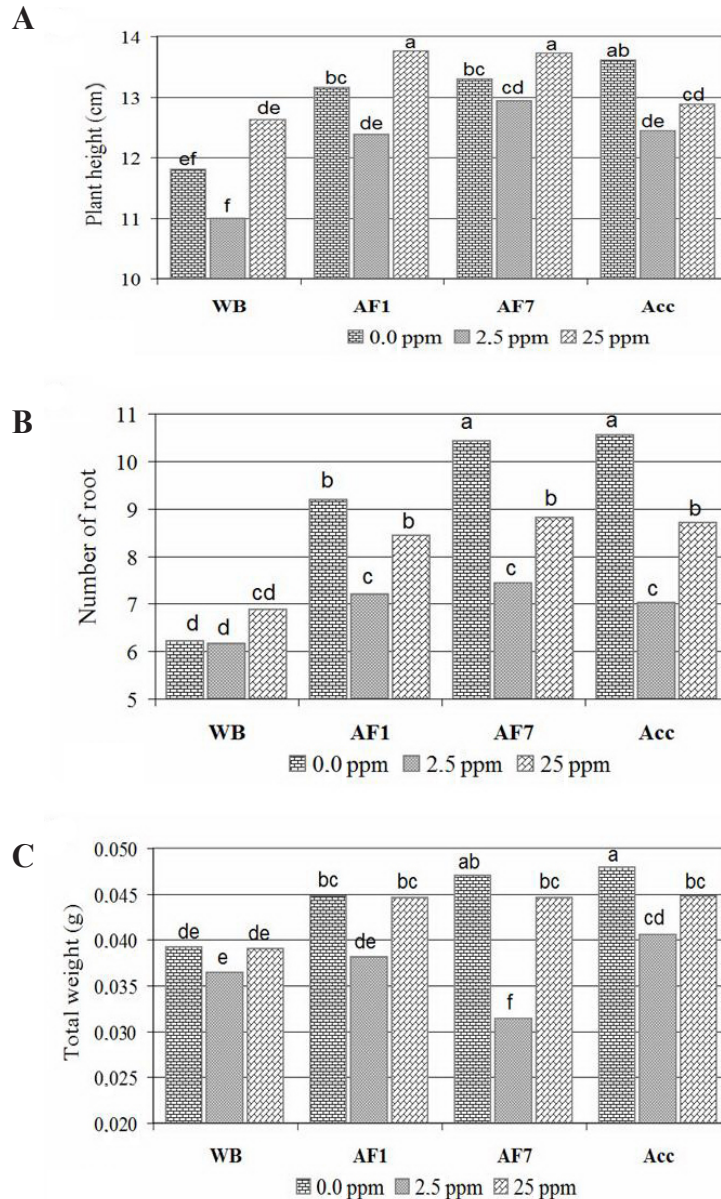 A
Plant height (cm)
14
13
12
11
10
ef
f
de
bc
de
a
bc
cd
a
ab
de
cd
WB AF1 AF7 Acc
0.0 ppm 2.5 ppm 25 ppm
B
Number of root
11
10
9
8
7
6
5
d
d
cd
b
c
b
a
c
b
a
c
b
WB AF1 AF7 Acc
0.0 ppm 2.5 ppm 25 ppm
C
Total weight (g)
0.050
0.045
0.040
0.035
0.030
0.025
0.020
de
e
de
bc
de
bc
ab
f
bc
a
cd
bc
WB AF1 AF7 Acc
0.0 ppm 2.5 ppm 25 ppm